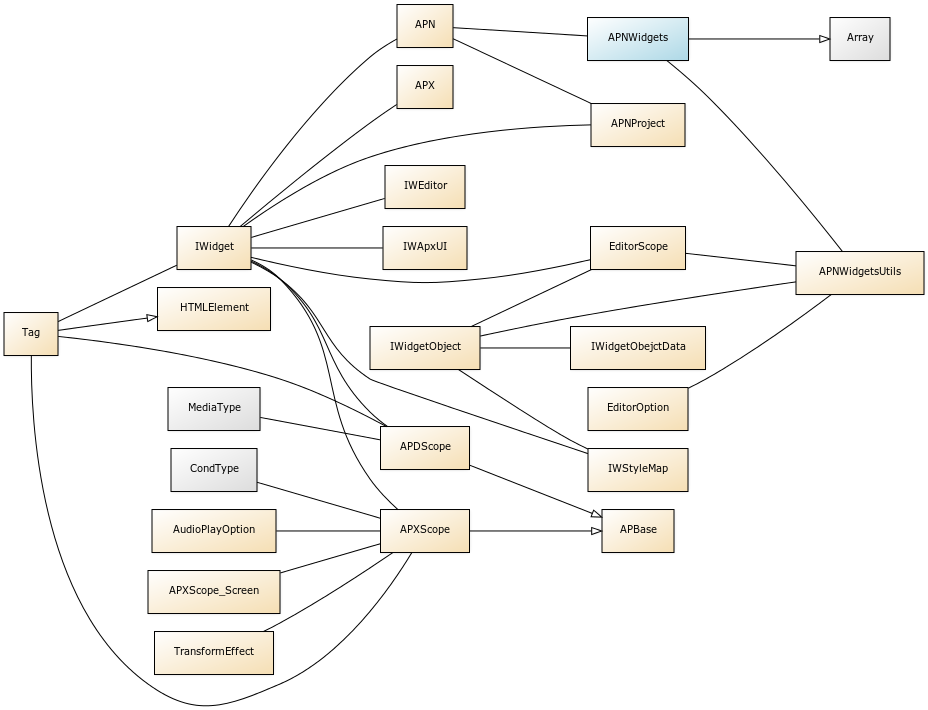 APN
APNWidgets
Array
APX
APNProject
IWEditor
IWidget
IWApxUI
EditorScope
APNWidgetsUtils
HTMLElement
Tag
IWidgetObject
IWidgetObejctData
MediaType
EditorOption
APDScope
CondType
IWStyleMap
AudioPlayOption
APXScope
APBase
APXScope_Screen
TransformEffect